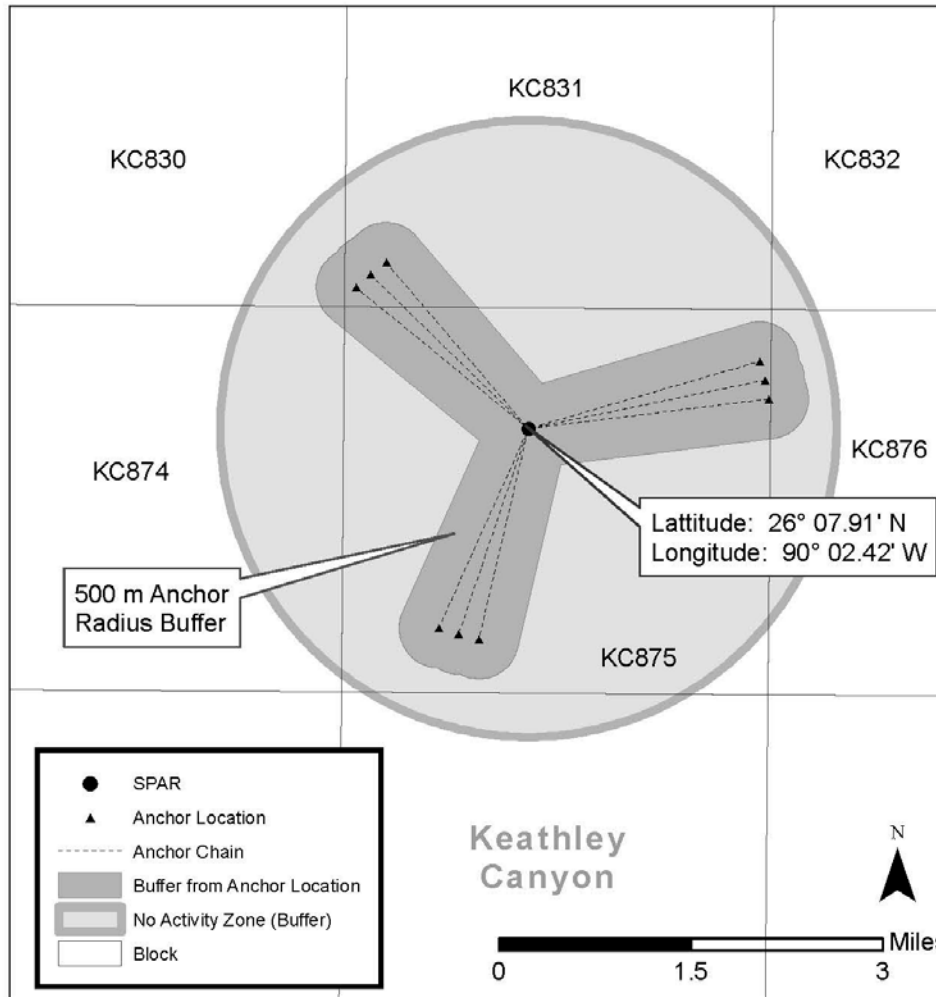 KC831
KC830
KC832
KC874
KC876
Lattitude: 26° 07.91' N
Longitude: 90° 02.42' W
500 m Anchor
Radius Buffer
KC875
SPAR
Anchor Location
Anchor Chain
Buffer from Anchor Location
No Activity Zone (Buffer)
Block
Keathley
Canyon
N
Miles
0
1.5
3